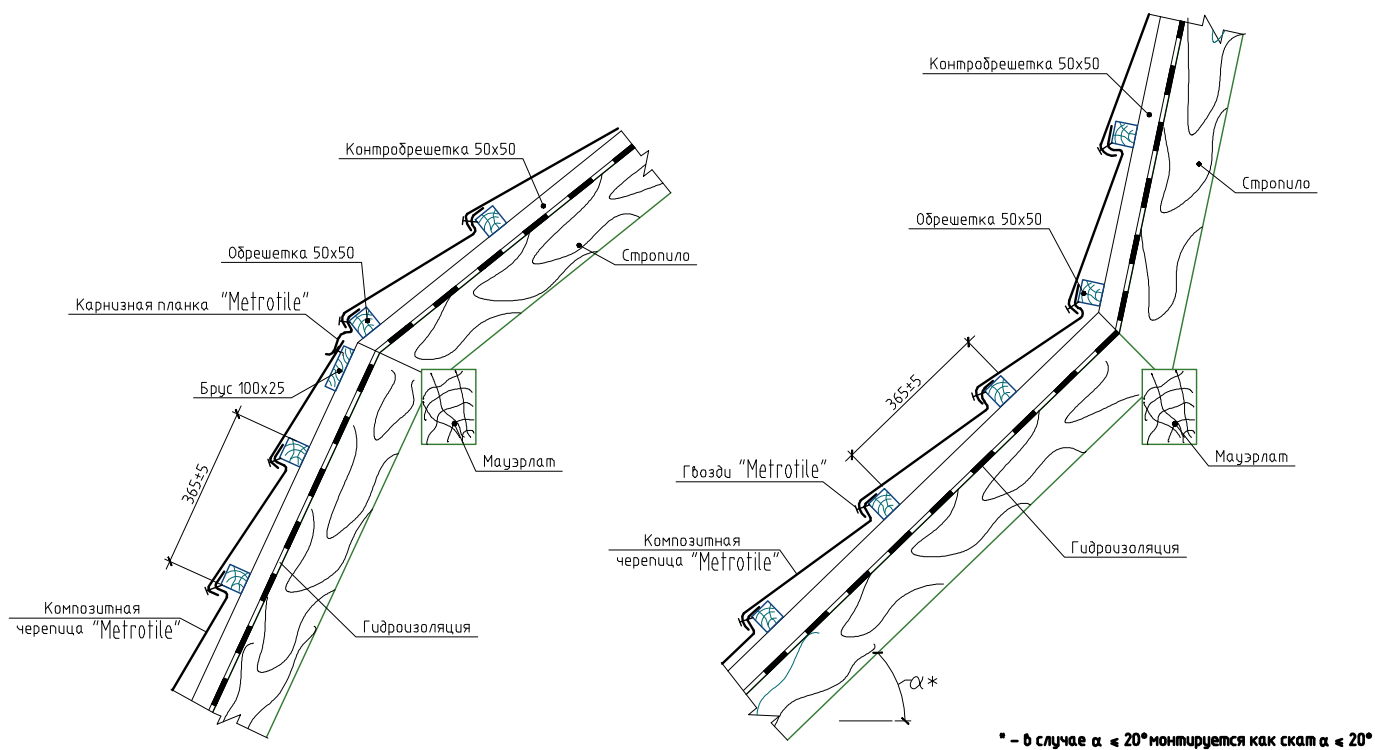 Контробрешетка 50х50
Обрешетка 50х50
Карнизная планка "Metrotile"
Брус 100х25
365±5
Композитная
черепица "Metrotile"
Стропило
Мауэрлат
Гидроизоляция
Контробрешетка 50х50
Обрешетка 50х50
365±5
Гвозди "Metrotile"
Композитная
черепица "Metrotile"
Стропило
Мауэрлат
Гидроизоляция
α*
* - в случае α ≤ 20° монтируется как скат α ≤ 20°